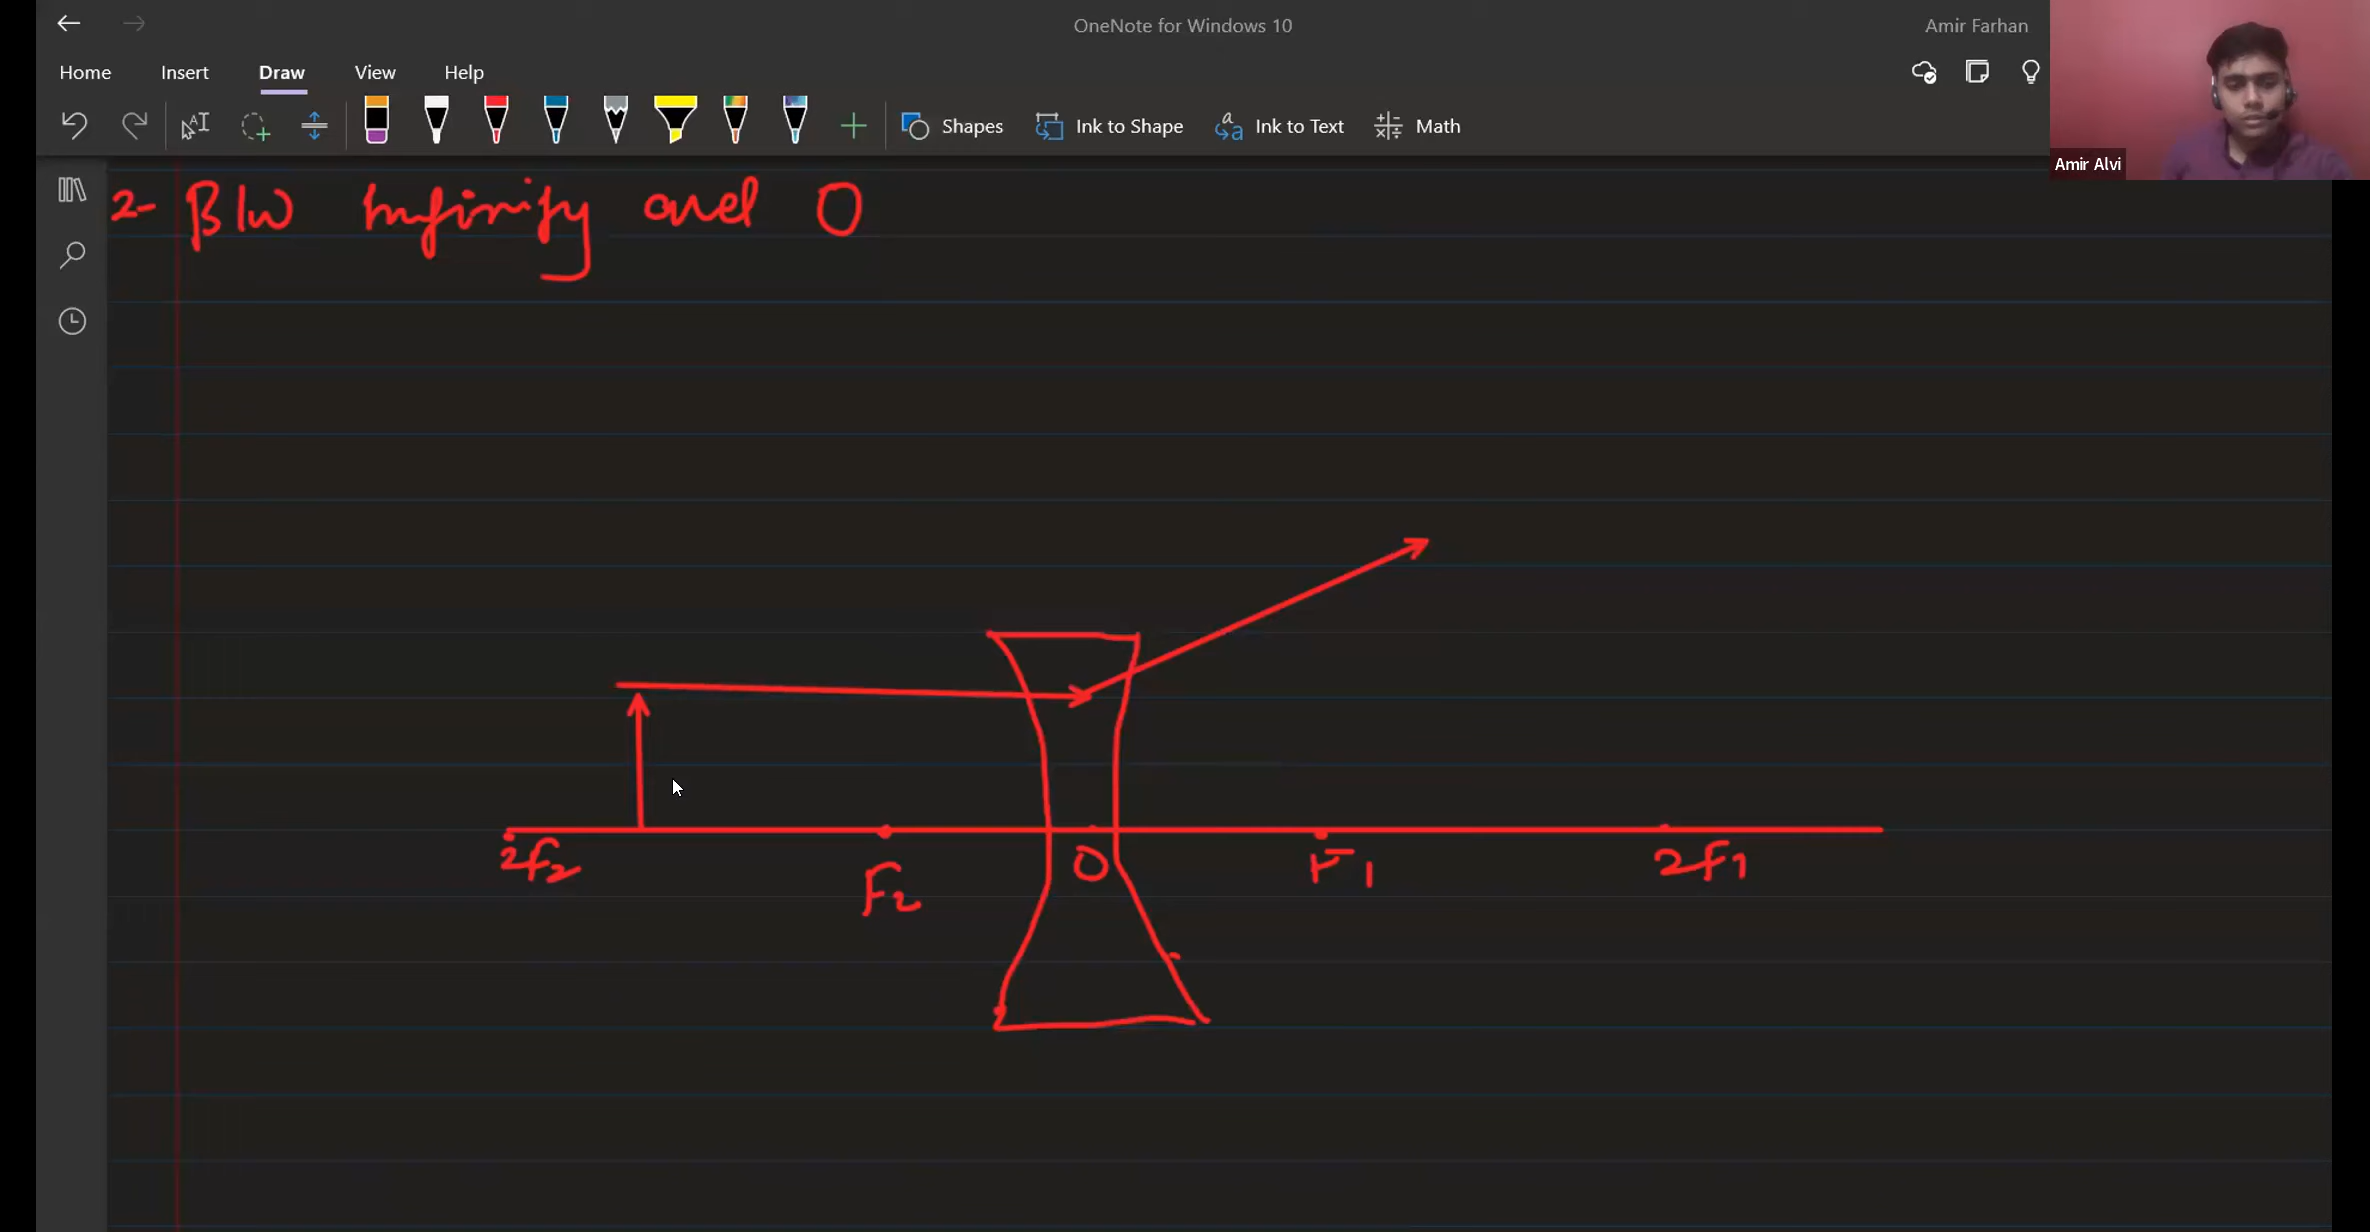 OneNote for Windows 10
Amir Farhan
Home Insert Draw View Help
Shapes Ink to Shape Ink to Text Math
Amir Alvi
2- B/w Infinity and O
2F2 F2 O F1 2F1